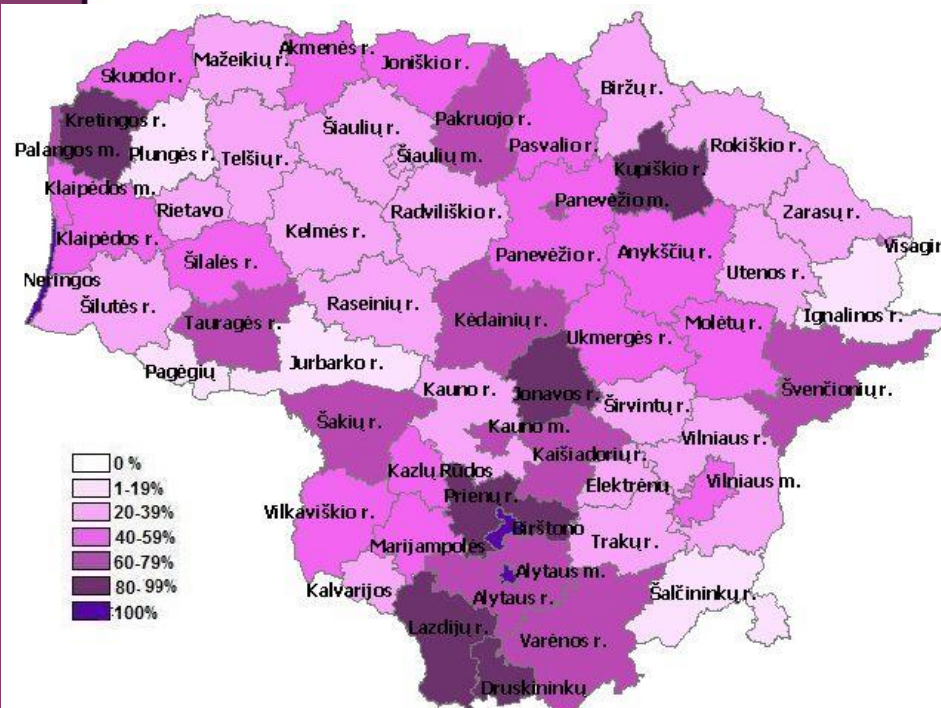 Skuodo r.
Mažeikių r.
Akmenės r.
Joniškio r.
Biržų r.
Kretingos r.
Pakruojo r.
Šiaulių r.
Palangos m.
Plungės r.
Telšių r.
Šiaulių m.
Pasvalio r.
Kupiškio r.
Rokiškio r.
Klaipėdos m.
Rietavo
Radviliškio r.
Panevėžio m.
Zarasų r.
Klaipėdos r.
Kelmės r.
Šilalės r.
Panevėžio r.
Anykščių r.
Utenos r.
Visagin
Neringos
Šilutės r.
Raseinių r.
Tauragės r.
Kėdainių r.
Ukmergės r.
Molėtų r.
Ignalinos r.
Pagėgių
Jurbarko r.
Kauno r.
Jonavos r.
Širvintų r.
Švenčionių r.
Šakių r.
Kauno m.
Kaišiadorių r.
Vilniaus r.
Kazlų Rūdos
Elektrėnų
Vilniaus m.
Prienų r.
Vilkaviškio r.
Birštono
Marijampolės
Trakų r.
Kalvarijos
Alytaus m.
Alytaus r.
Šalčininkų r.
Lazdijų r.
Varėnos r.
Druskininkų
0 %
1-19%
20-39%
40-59%
60-79%
80- 99%
100%